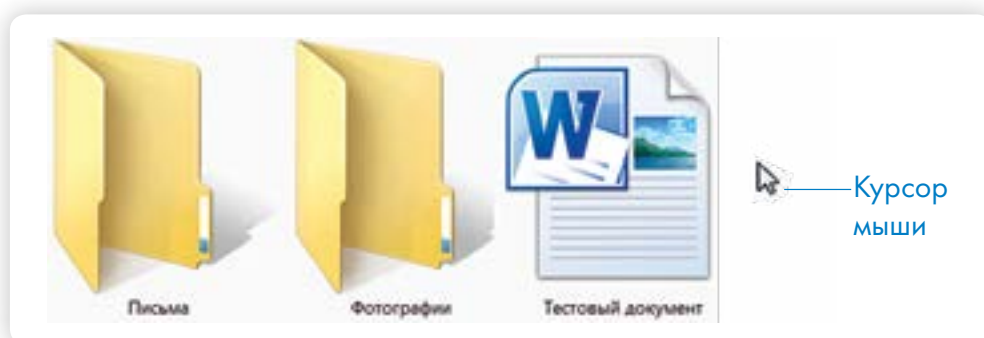 W
Курсор
мыши
Письма
Фотографии
Тестовый документ